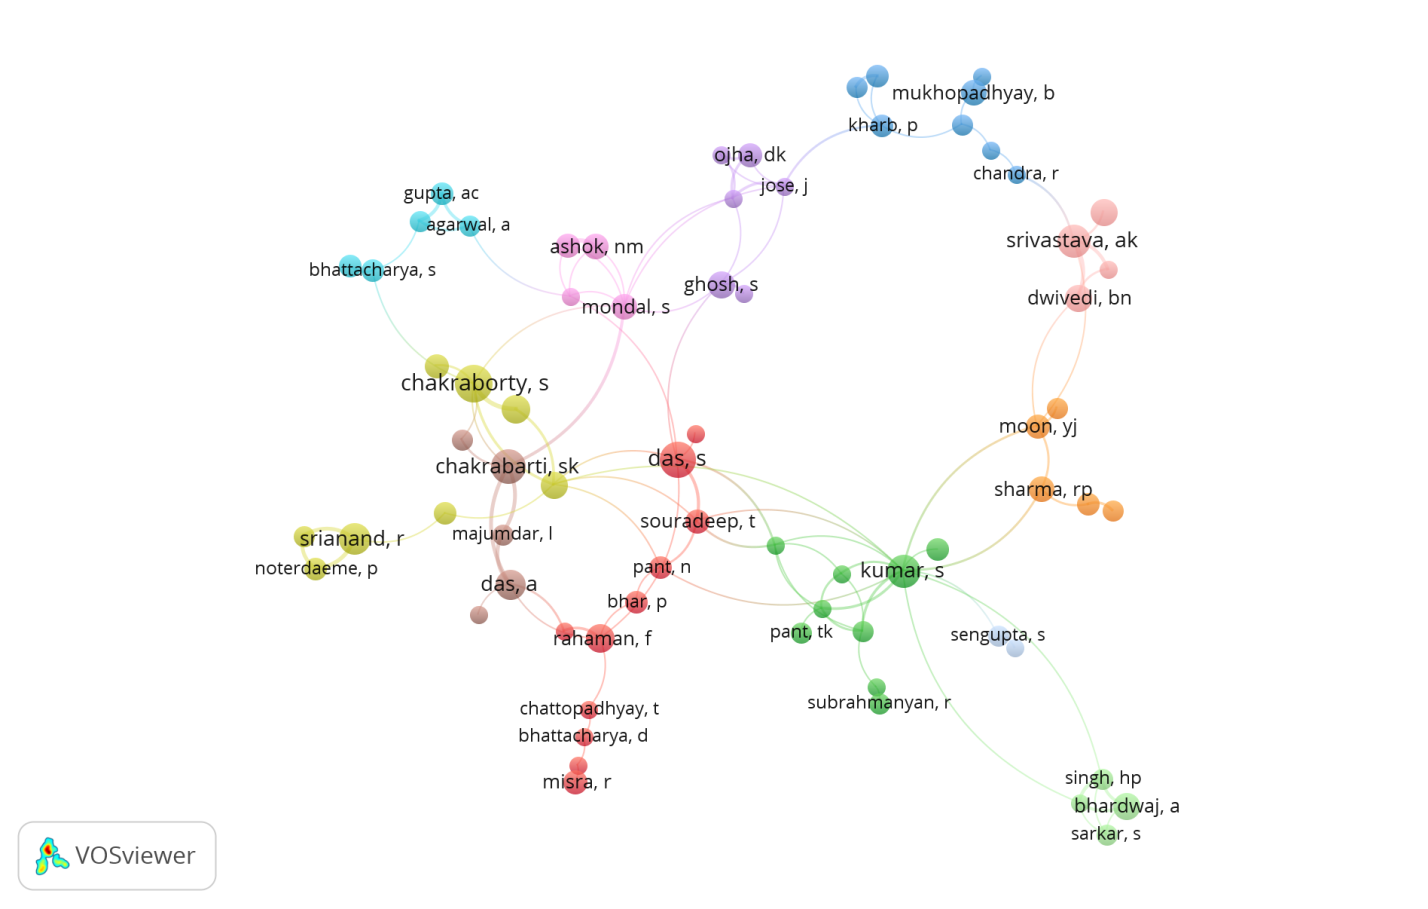 mukhopadhyay, b
kharb, p
ojha, dk
chandra, r
jose, j
gupta, ac
agarwal, a
srivastava, ak
ashok, nm
bhattacharya, s
ghosh, s
dwivedi, bn
mondal, s
chakraborty, s
moon, yj
das, s
chakrabarti, sk
sharma, rp
souradeep, t
majumdar, l
srianand, r
noterdaeme, p
pant, n
kumar, s
das, a
bhar, p
pant, tk
sengupta, s
rahaman, f
subrahmanyan, r
chattopadhyay, t
bhattacharya, d
singh, hp
misra, r
bhardwaj, a
sarkar, s
VOSviewer